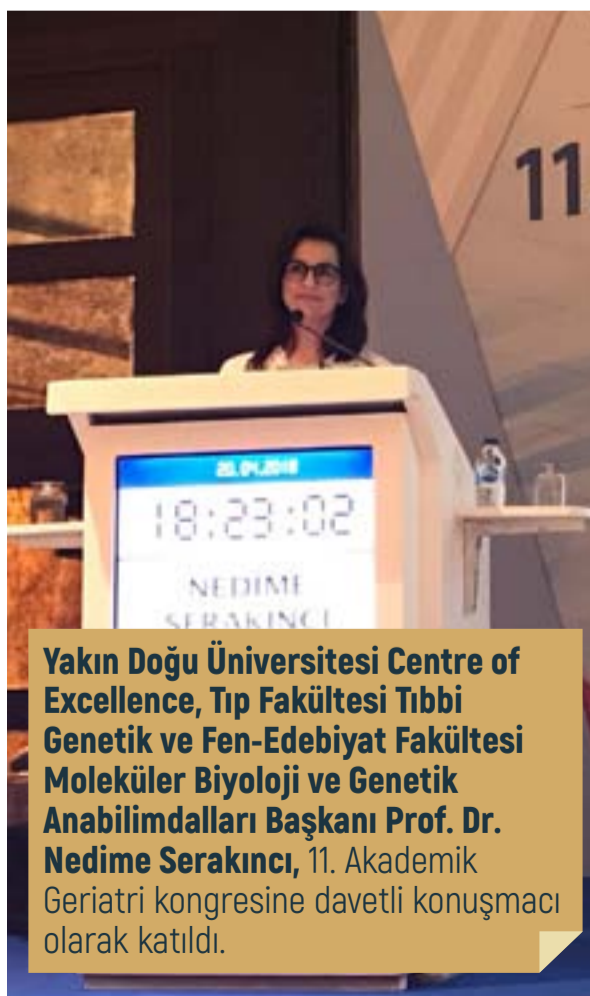 11
20.04.2018
18:23:02
NEDIME
SERAKINCI
Yakın Doğu Üniversitesi Centre of
Excellence, Tıp Fakültesi Tıbbi
Genetik ve Fen-Edebiyat Fakültesi
Moleküler Biyoloji ve Genetik
Anabilimdalları Başkanı Prof. Dr.
Nedime Serakıncı, 11. Akademik
Geriatri kongresine davetli konuşmacı
olarak katıldı.